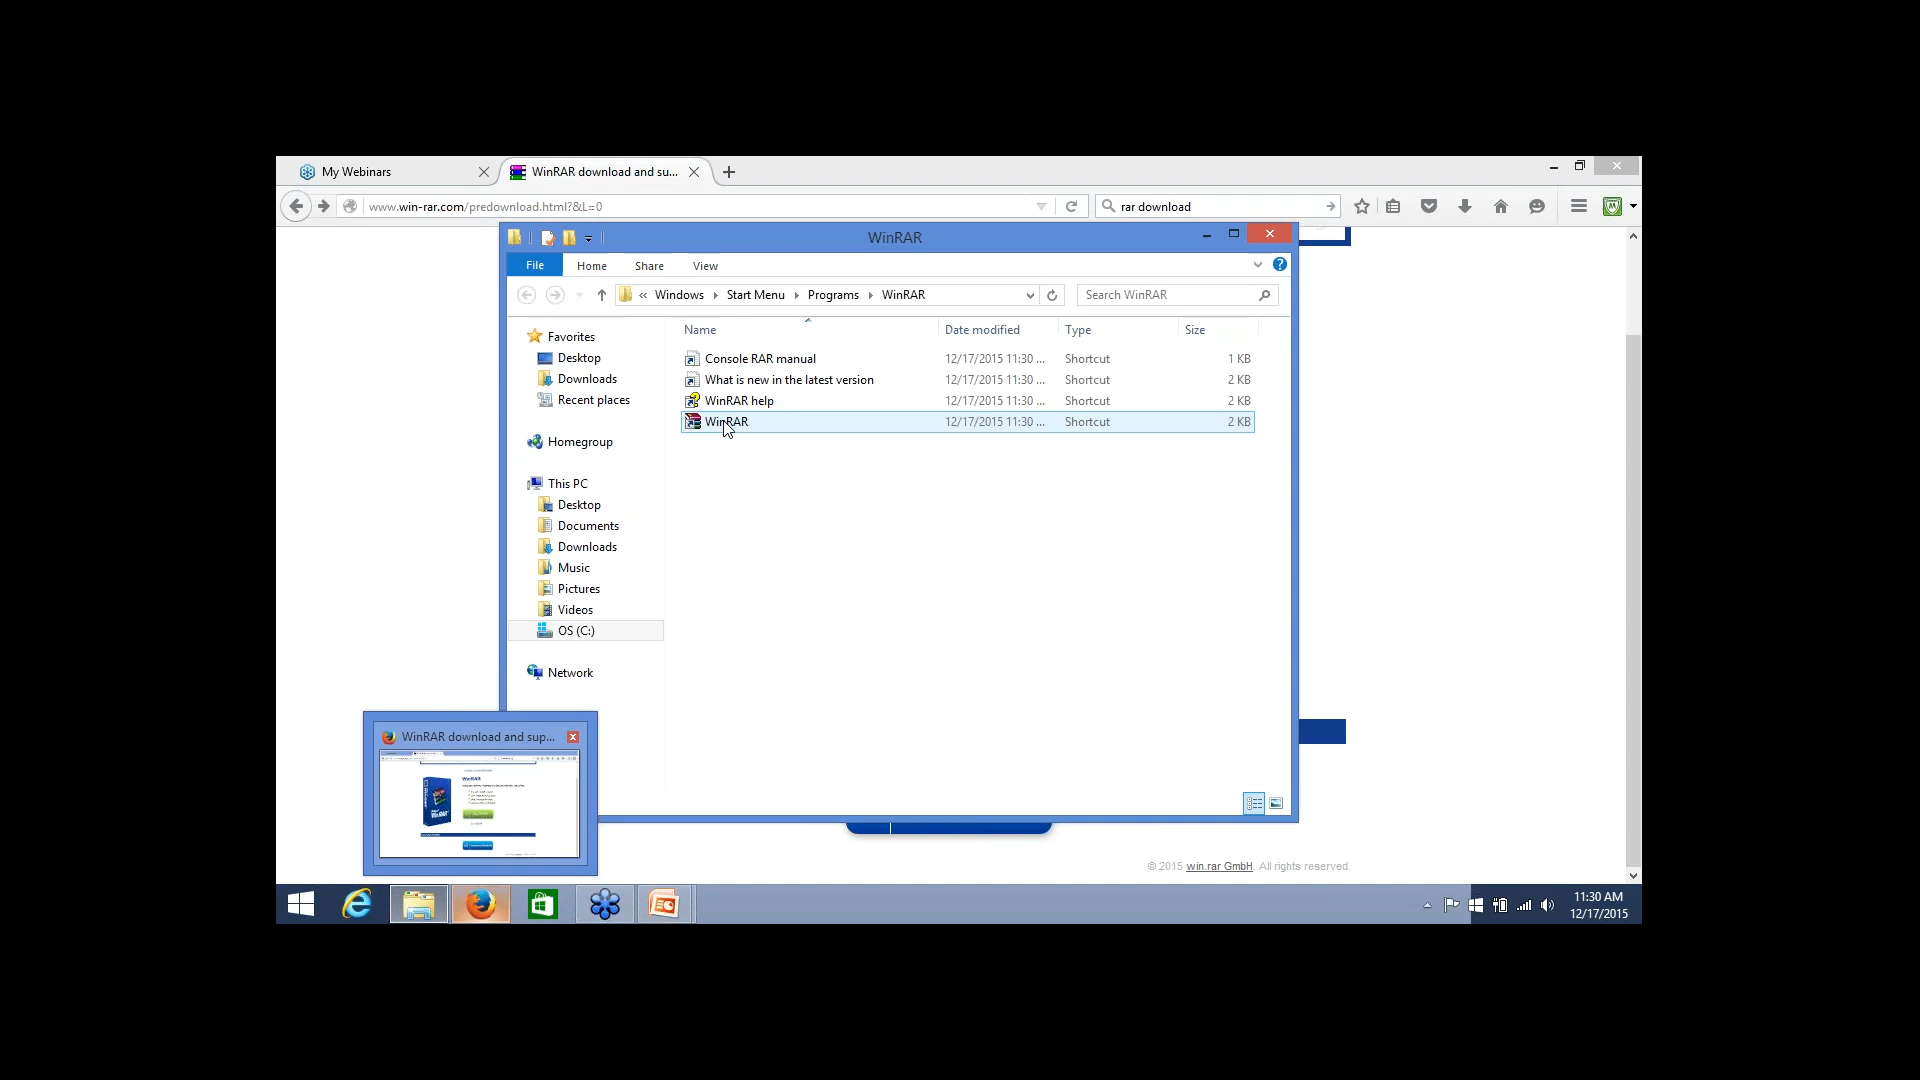 My Webinars
WinRAR download and su...
www.win-rar.com/predownload.html?&L=0
rar download
WinRAR
File
Home
Share
View
« Windows
Start Menu
Programs
WinRAR
Search WinRAR
Name
Date modified
Type
Size
Favorites
Desktop
Downloads
Recent places
Homegroup
This PC
Desktop
Documents
Downloads
Music
Pictures
Videos
OS (C:)
Network
Console RAR manual 12/17/2015 11:30 ... Shortcut 1 KB
What is new in the latest version 12/17/2015 11:30 ... Shortcut 2 KB
WinRAR help 12/17/2015 11:30 ... Shortcut 2 KB
WinRAR 12/17/2015 11:30 ... Shortcut 2 KB
WinRAR download and sup...
WinRAR
© 2015 win.rar GmbH. All rights reserved.
11:30 AM
12/17/2015